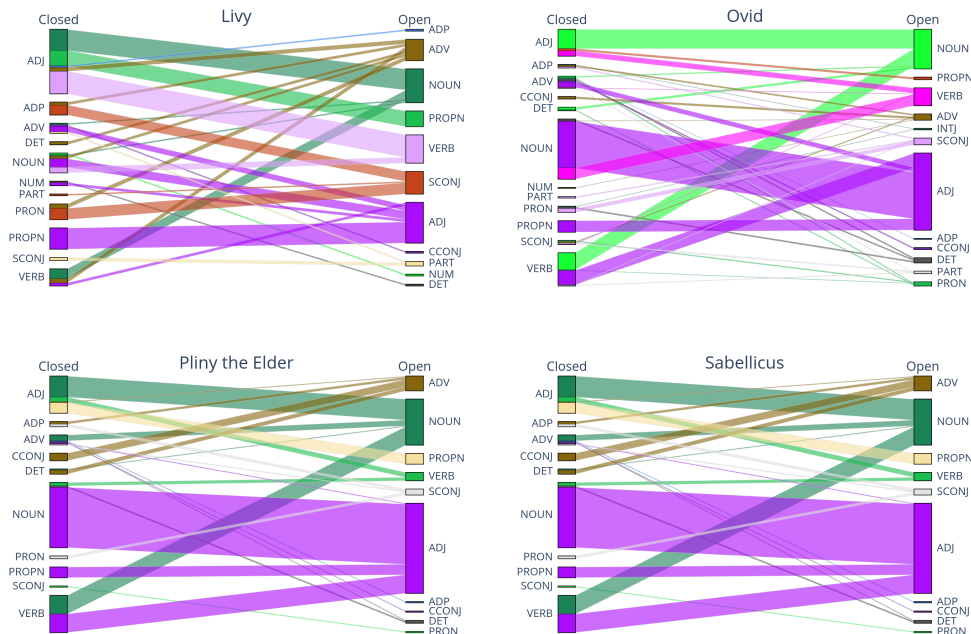 Livy
Closed
Open
ADJ
ADP
ADV
DET
NOUN
NUM
PART
PRON
PROPN
SCONJ
VERB
ADP
ADV
NOUN
PROPN
VERB
SCONJ
ADJ
CCONJ
PART
NUM
DET
Ovid
Closed
Open
ADJ
ADP
ADV
CCONJ
DET
NOUN
NUM
PART
PRON
PROPN
SCONJ
VERB
NOUN
PROPN
VERB
ADV
INTJ
SCONJ
ADJ
ADP
CCONJ
DET
PART
PRON
Pliny the Elder
Closed
Open
ADJ
ADP
ADV
CCONJ
DET
NOUN
PRON
PROPN
SCONJ
VERB
ADV
NOUN
PROPN
VERB
SCONJ
ADJ
ADP
CCONJ
DET
PRON
Sabellicus
Closed
Open
ADJ
ADP
ADV
CCONJ
DET
NOUN
PRON
PROPN
SCONJ
VERB
ADV
NOUN
PROPN
VERB
SCONJ
ADJ
ADP
CCONJ
DET
PRON